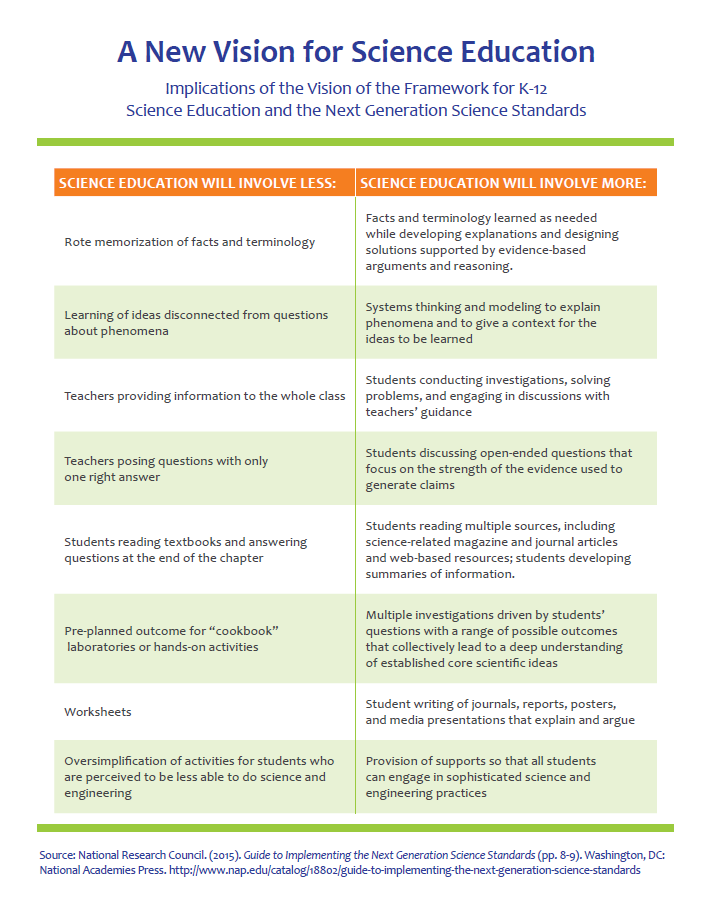 A New Vision for Science Education
Implications of the Vision of the Framework for K-12
Science Education and the Next Generation Science Standards
SCIENCE EDUCATION WILL INVOLVE LESS:
SCIENCE EDUCATION WILL INVOLVE MORE:
Rote memorization of facts and terminology
Facts and terminology learned as needed
while developing explanations and designing
solutions supported by evidence-based
arguments and reasoning.
Learning of ideas disconnected from questions
about phenomena
Systems thinking and modeling to explain
phenomena and to give a context for the
ideas to be learned
Teachers providing information to the whole class
Students conducting investigations, solving
problems, and engaging in discussions with
teachers’ guidance
Teachers posing questions with only
one right answer
Students discussing open-ended questions that
focus on the strength of the evidence used to
generate claims
Students reading textbooks and answering
questions at the end of the chapter
Students reading multiple sources, including
science-related magazine and journal articles
and web-based resources; students developing
summaries of information.
Pre-planned outcome for “cookbook”
laboratories or hands-on activities
Multiple investigations driven by students’
questions with a range of possible outcomes
that collectively lead to a deep understanding
of established core scientific ideas
Worksheets
Student writing of journals, reports, posters,
and media presentations that explain and argue
Oversimplification of activities for students who
are perceived to be less able to do science and
engineering
Provision of supports so that all students
can engage in sophisticated science and
engineering practices
Source: National Research Council. (2015). Guide to Implementing the Next Generation Science Standards (pp. 8-9). Washington, DC:
National Academies Press. http://www.nap.edu/catalog/18802/guide-to-implementing-the-next-generation-science-standards